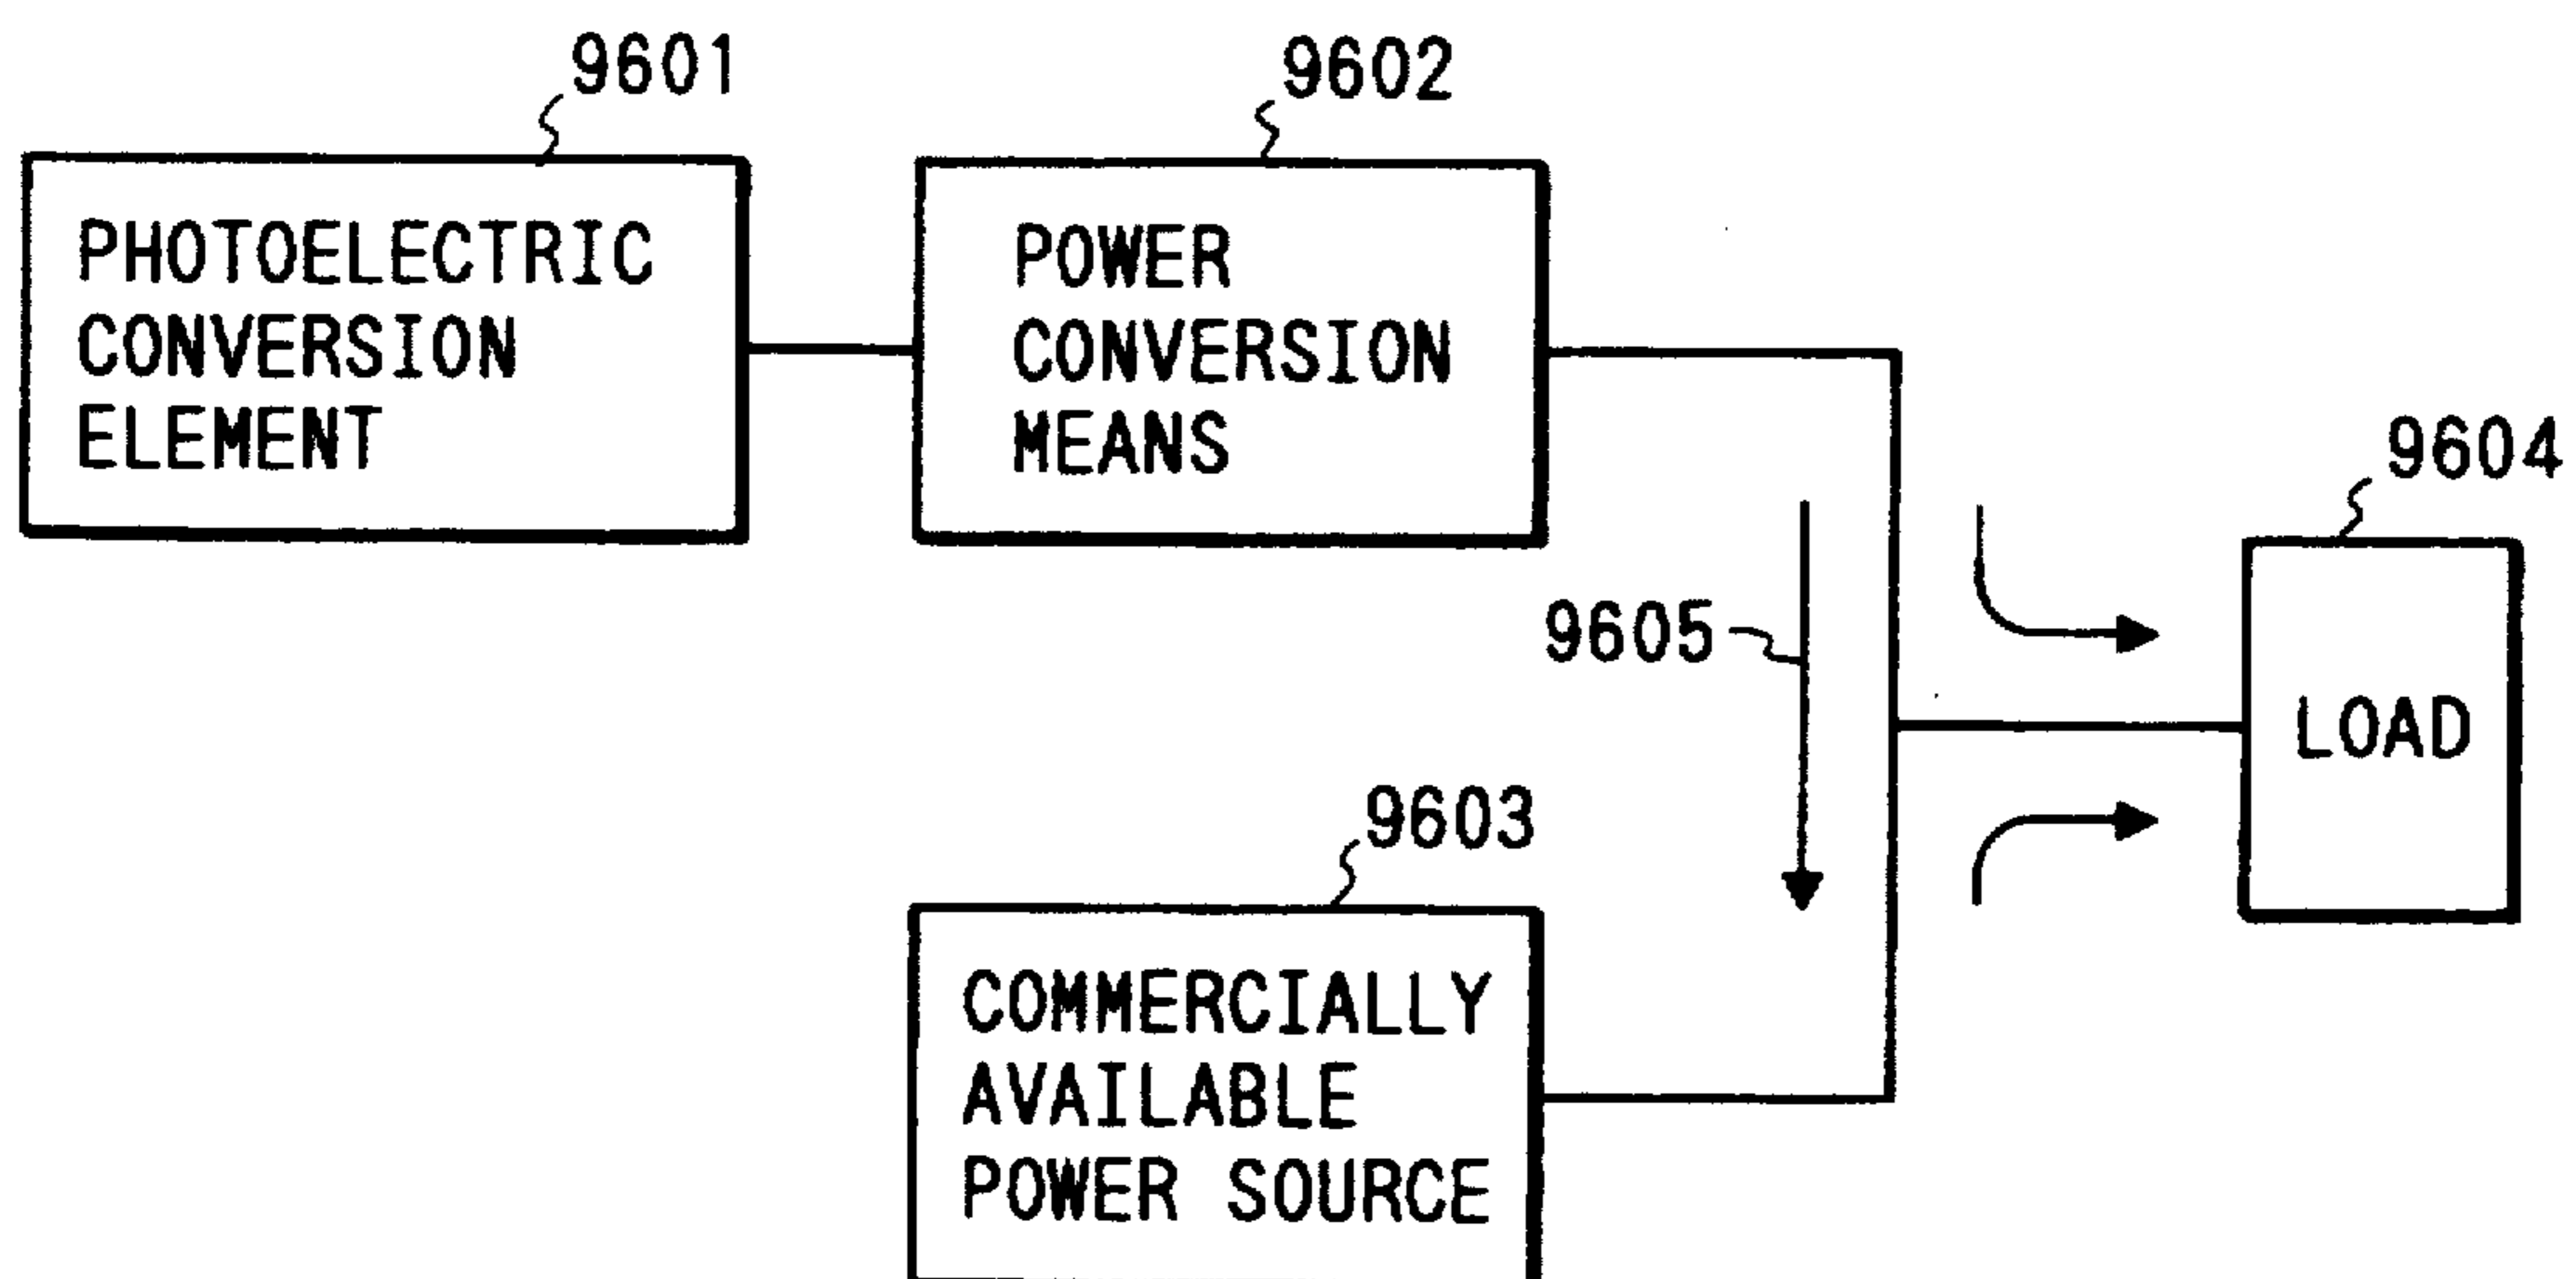 9601
9602
PHOTOELECTRIC
CONVERSION
ELEMENT
POWER
CONVERSION
MEANS
9604
9605
LOAD
9603
COMMERCIALLY
AVAILABLE
POWER SOURCE